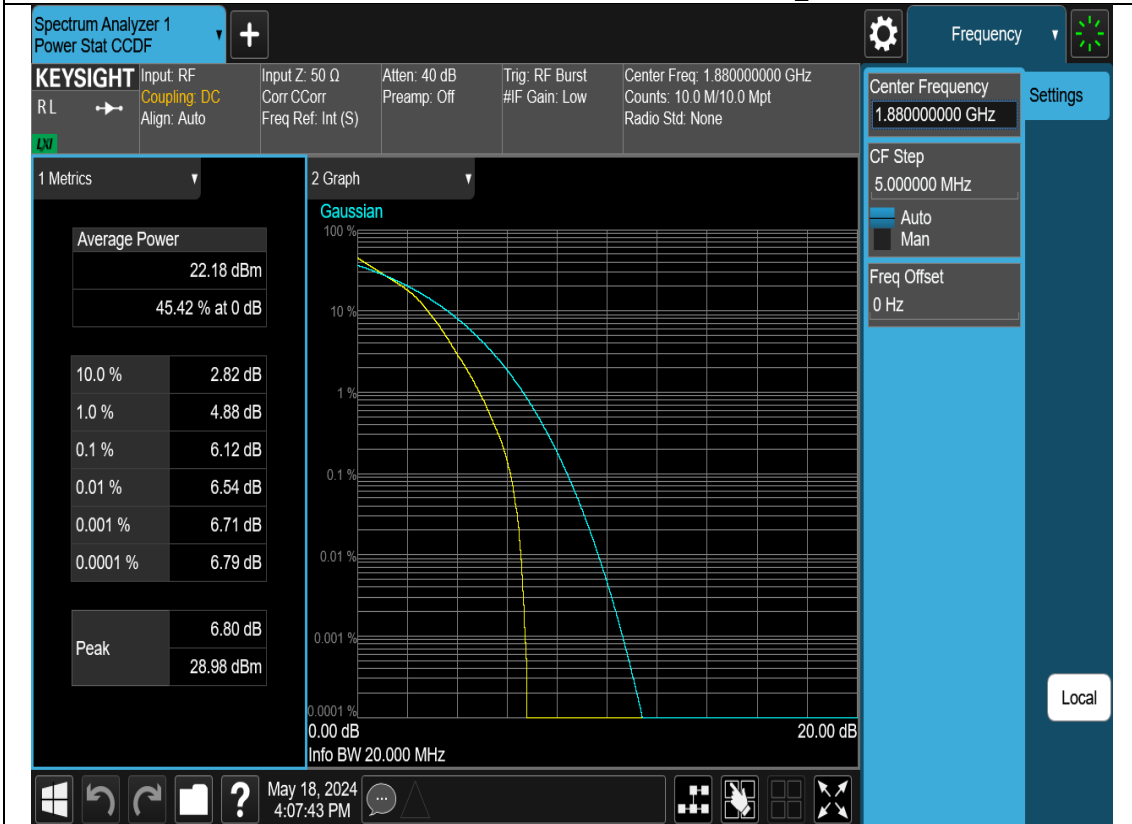 Spectrum Analyzer 1
Power Stat CCDF
Frequency
KEYSIGHT
RL
LXI
Input: RF
Coupling: DC
Align: Auto
Input Z: 50 Ω
Corr CCorr
Freq Ref: Int (S)
Atten: 40 dB
Preamp: Off
Trig: RF Burst
#IF Gain: Low
Center Freq: 1.880000000 GHz
Counts: 10.0 M/10.0 Mpt
Radio Std: None
Center Frequency
1.880000000 GHz
Settings
CF Step
5.000000 MHz
Auto
Man
Freq Offset
0 Hz
Local
1 Metrics
Average Power
22.18 dBm
45.42 % at 0 dB
10.0 % 2.82 dB
1.0 % 4.88 dB
0.1 % 6.12 dB
0.01 % 6.54 dB
0.001 % 6.71 dB
0.0001 % 6.79 dB
Peak
6.80 dB
28.98 dBm
2 Graph
Gaussian
100 %
10 %
1 %
0.1 %
0.01 %
0.001 %
0.0001 %
0.00 dB 20.00 dB
Info BW 20.000 MHz
?
May 18, 2024
4:07:43 PM